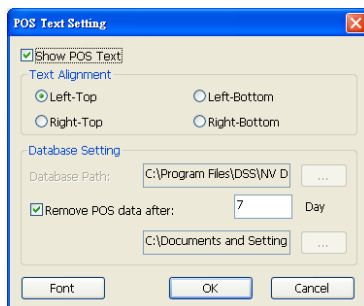 POS Text Setting
Show POS Text
Text Alignment
Left-Top Left-Bottom
Right-Top Right-Bottom
Database Setting
Database Path: C:\Program Files\DSS\NV D ...
Remove POS data after: 7 Day
C:\Documents and Setting ...
Font OK Cancel